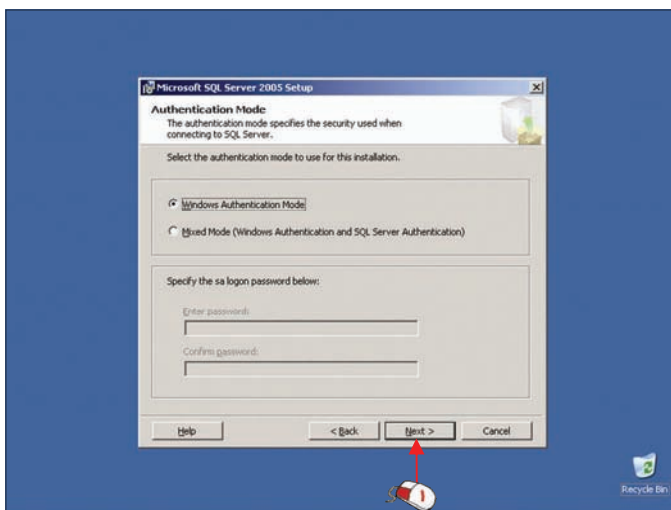 Microsoft SQL Server 2005 Setup
Authentication Mode
The authentication mode specifies the security used when
connecting to SQL Server.
Select the authentication mode to use for this installation.
Windows Authentication Mode
Mixed Mode (Windows Authentication and SQL Server Authentication)
Specify the sa logon password below:
Enter password:
Confirm password:
Help
< Back
Next >
Cancel
۱
Recycle Bin